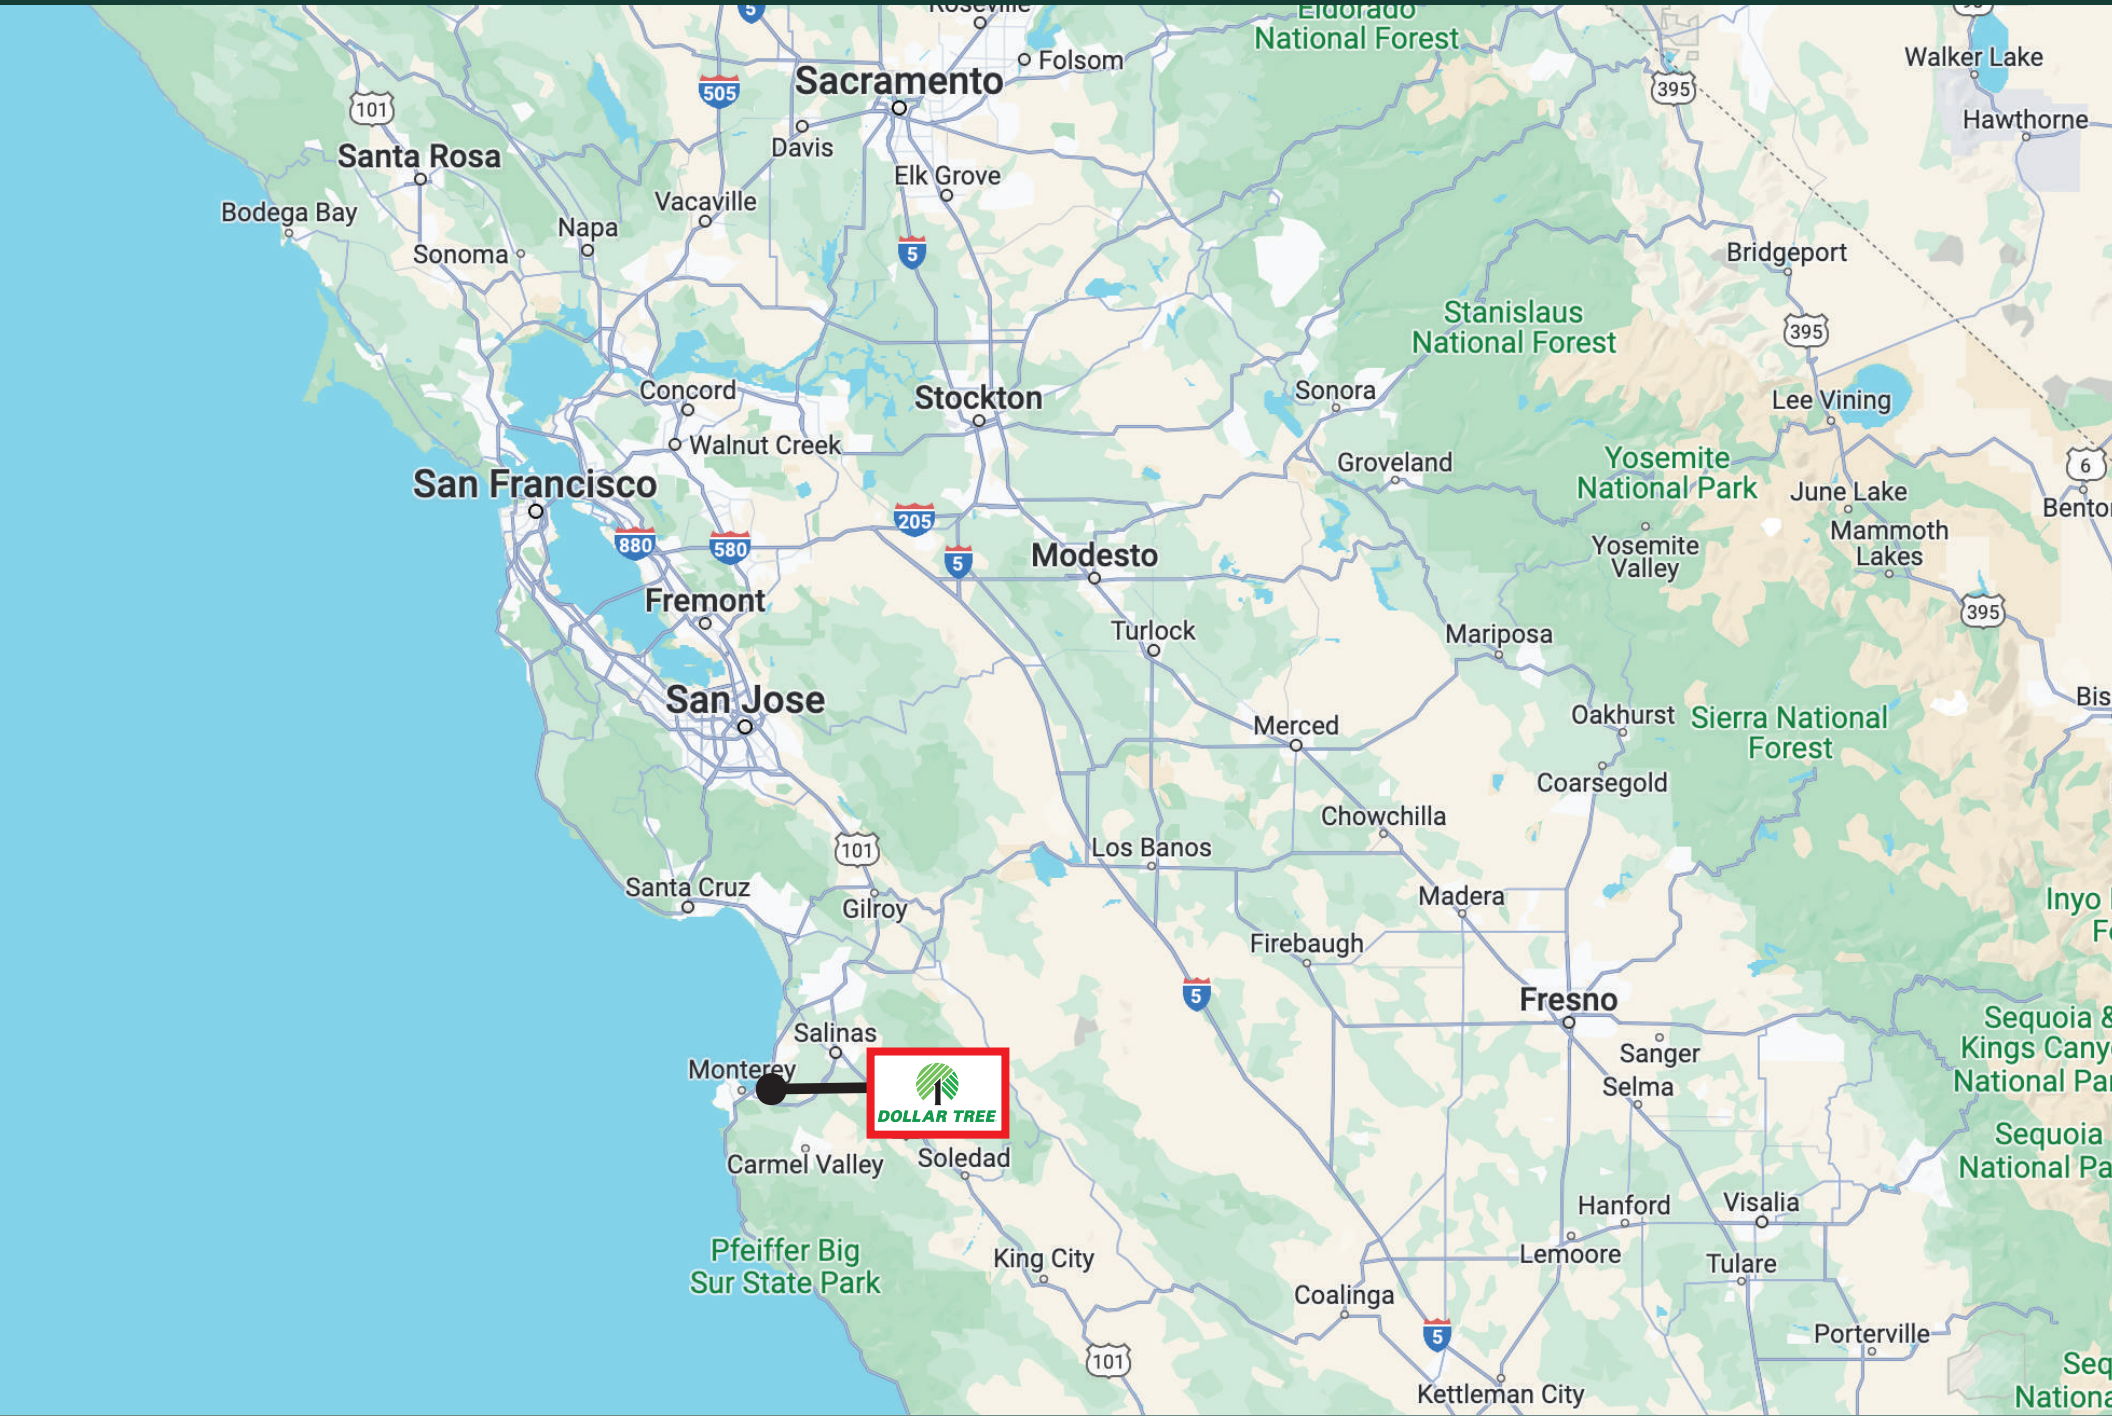 5
Roseville
Eldorado
National Forest
Folsom
Walker Lake
Sacramento
505
395
101
Hawthorne
Davis
Santa Rosa
Elk Grove
Vacaville
Bodega Bay
Napa
Sonoma
5
Bridgeport
Stanislaus
National Forest
395
Concord
Stockton
Sonora
Lee Vining
Walnut Creek
Groveland
Yosemite
National Park
6
San Francisco
June Lake
Benton
205
880
580
5
Modesto
Yosemite
Valley
Mammoth
Lakes
Fremont
395
Turlock
Mariposa
San Jose
Bis
Merced
Oakhurst
Sierra National
Forest
Coarsegold
Chowchilla
101
Los Banos
Santa Cruz
Gilroy
Madera
Inyo
Firebaugh
5
Fresno
Sequoia &
Kings Cany
National Pa
Salinas
Sanger
Monterey
Selma
DOLLAR TREE
Sequoia
National Pa
Carmel Valley
Soledad
Hanford
Visalia
Pfeiffer Big
Sur State Park
King City
Lemoore
Tulare
Coalinga
5
Porterville
101
Seq
Nationa
Kettleman City